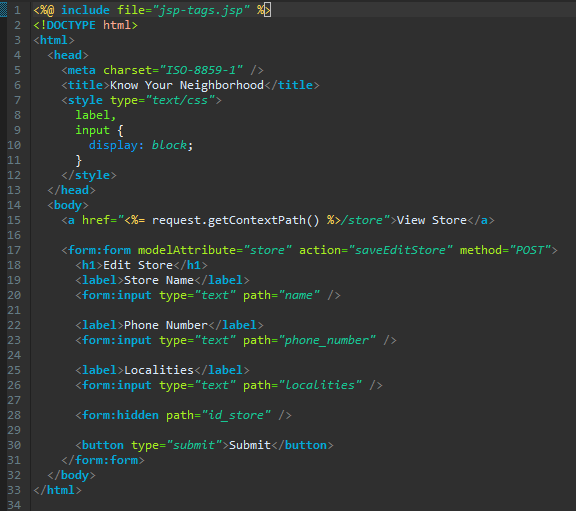 1 <%@ include file="jsp-tags.jsp" %>
2 <!DOCTYPE html>
3 <html>
4 <head>
5 <meta charset="ISO-8859-1" />
6 <title>Know Your Neighborhood</title>
7 <style type="text/css">
8 label,
9 input {
10 display: block;
11 }
12 </style>
13 </head>
14 <body>
15 <a href="<%= request.getContextPath() %>/store">View Store</a>
16
17 <form:form modelAttribute="store" action="saveEditStore" method="POST">
18 <h1>Edit Store</h1>
19 <label>Store Name</label>
20 <form:input type="text" path="name" />
21
22 <label>Phone Number</label>
23 <form:input type="text" path="phone_number" />
24
25 <label>Localities</label>
26 <form:input type="text" path="localities" />
27
28 <form:hidden path="id_store" />
29
30 <button type="submit">Submit</button>
31 </form:form>
32 </body>
33 </html>
34